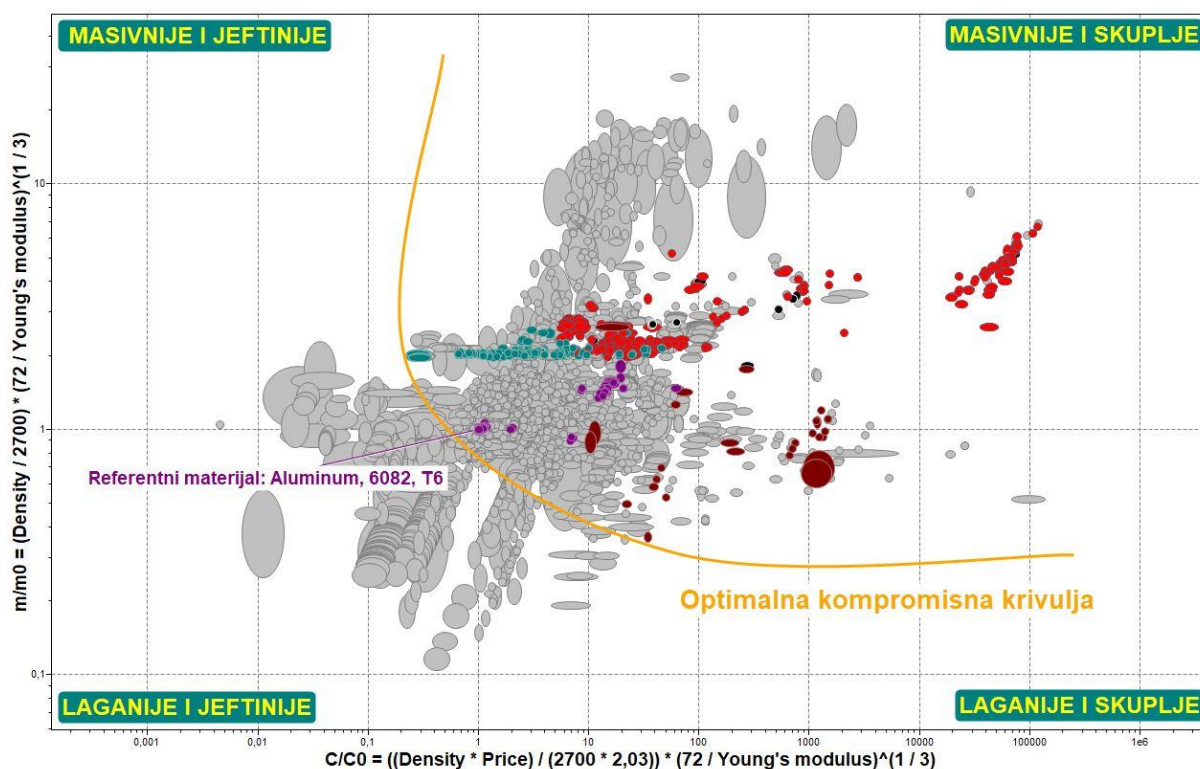 MASIVNIJE I JEFTINIJE
MASIVNIJE I SKUPLJE
m/m0 = (Density / 2700) * (72 / Young's modulus)^(1 / 3)
10
1
0,1
Referentni materijal: Aluminum, 6082, T6
Optimalna kompromisna krivulja
LAGANIJE I JEFTINIJE
LAGANIJE I SKUPLJE
0,001
0,01
0,1
1
10
100
1000
10000
100000
1e6
C/C0 = ((Density * Price) / (2700 * 2,03)) * (72 / Young's modulus)^(1 / 3)